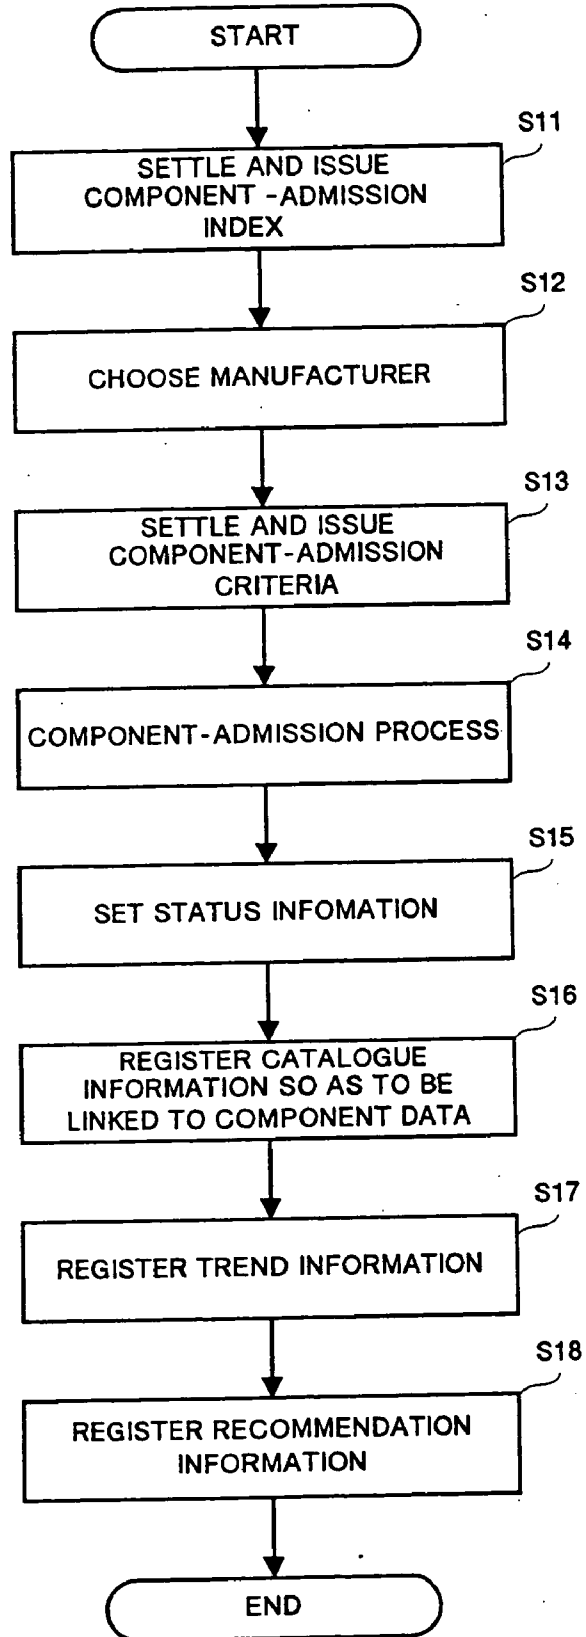 START
S11
SETTLE AND ISSUE
COMPONENT -ADMISSION
INDEX
S12
CHOOSE MANUFACTURER
S13
SETTLE AND ISSUE
COMPONENT-ADMISSION
CRITERIA
S14
COMPONENT-ADMISSION PROCESS
S15
SET STATUS INFOMATION
S16
REGISTER CATALOGUE
INFORMATION SO AS TO BE
LINKED TO COMPONENT DATA
S17
REGISTER TREND INFORMATION
S18
REGISTER RECOMMENDATION
INFORMATION
END